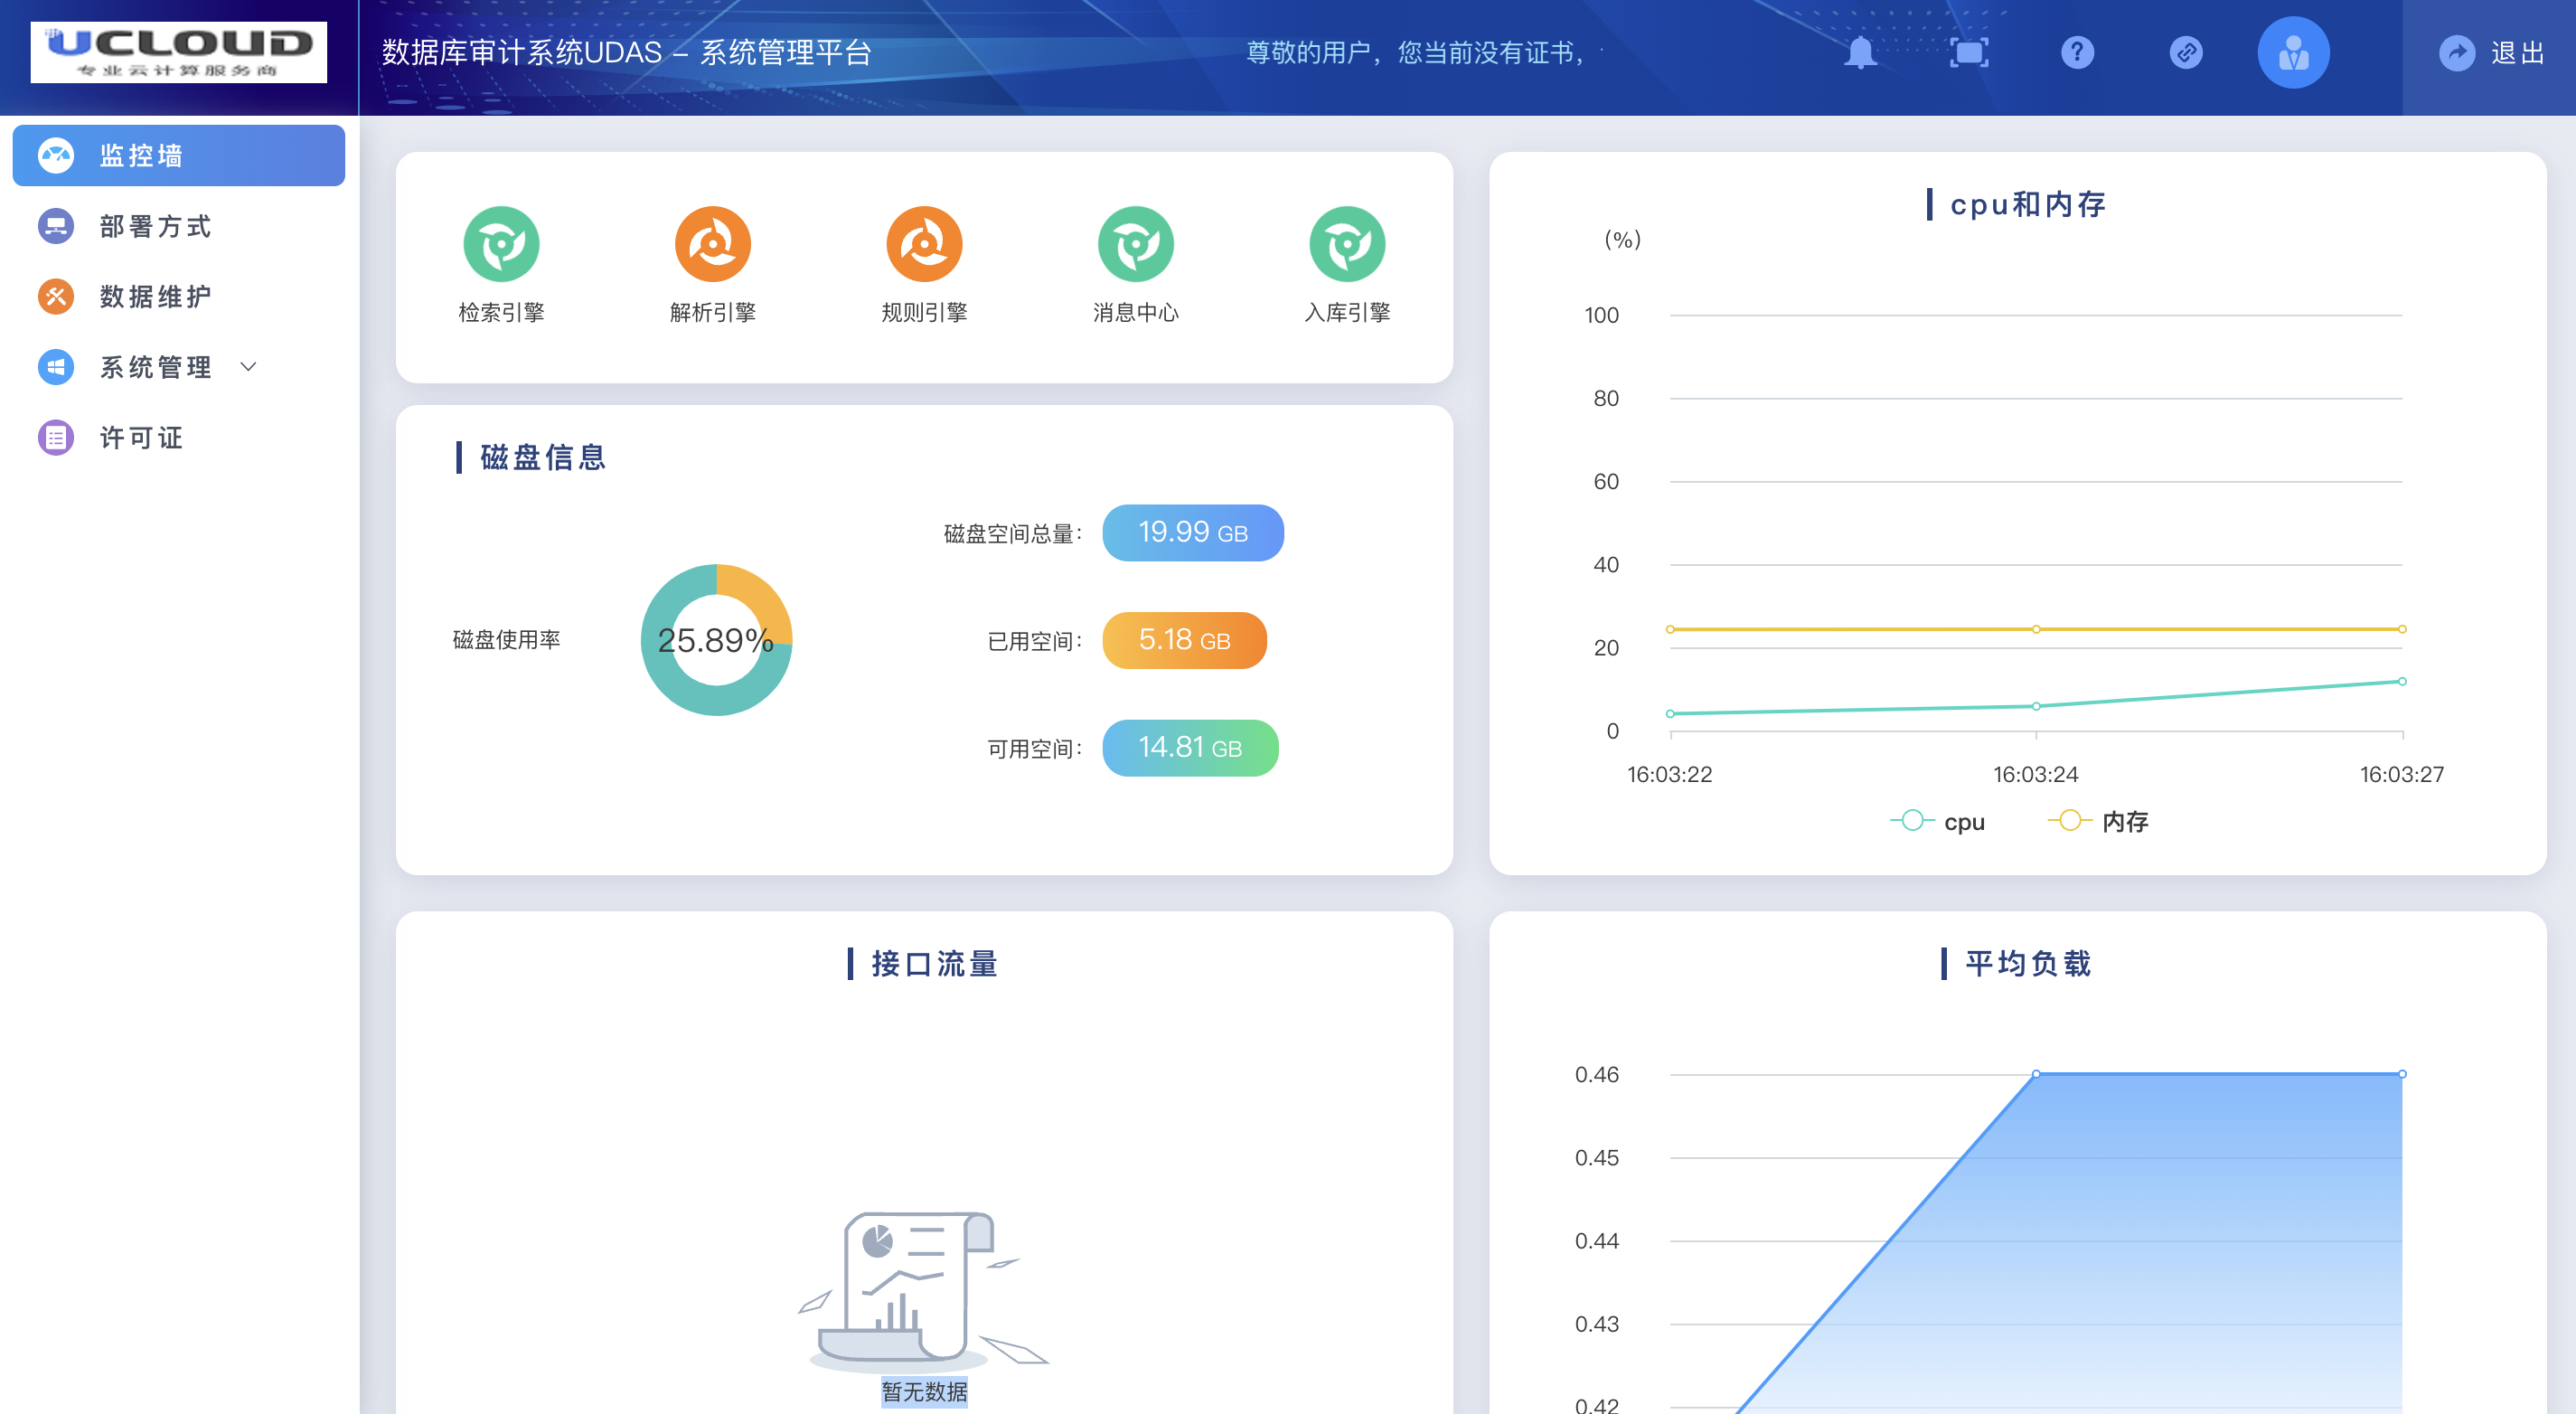 UCLOUD
专业云计算服务商
数据库审计系统UDAS – 系统管理平台
尊敬的用户，您当前没有证书，
退出
监控墙
部署方式
数据维护
系统管理
许可证
检索引擎
解析引擎
规则引擎
消息中心
入库引擎
磁盘信息
磁盘使用率
25.89%
磁盘空间总量：
19.99 GB
已用空间：
5.18 GB
可用空间：
14.81 GB
cpu和内存
(%)
100
80
60
40
20
0
16:03:22
16:03:24
16:03:27
cpu
内存
接口流量
暂无数据
平均负载
0.46
0.45
0.44
0.43
0.42